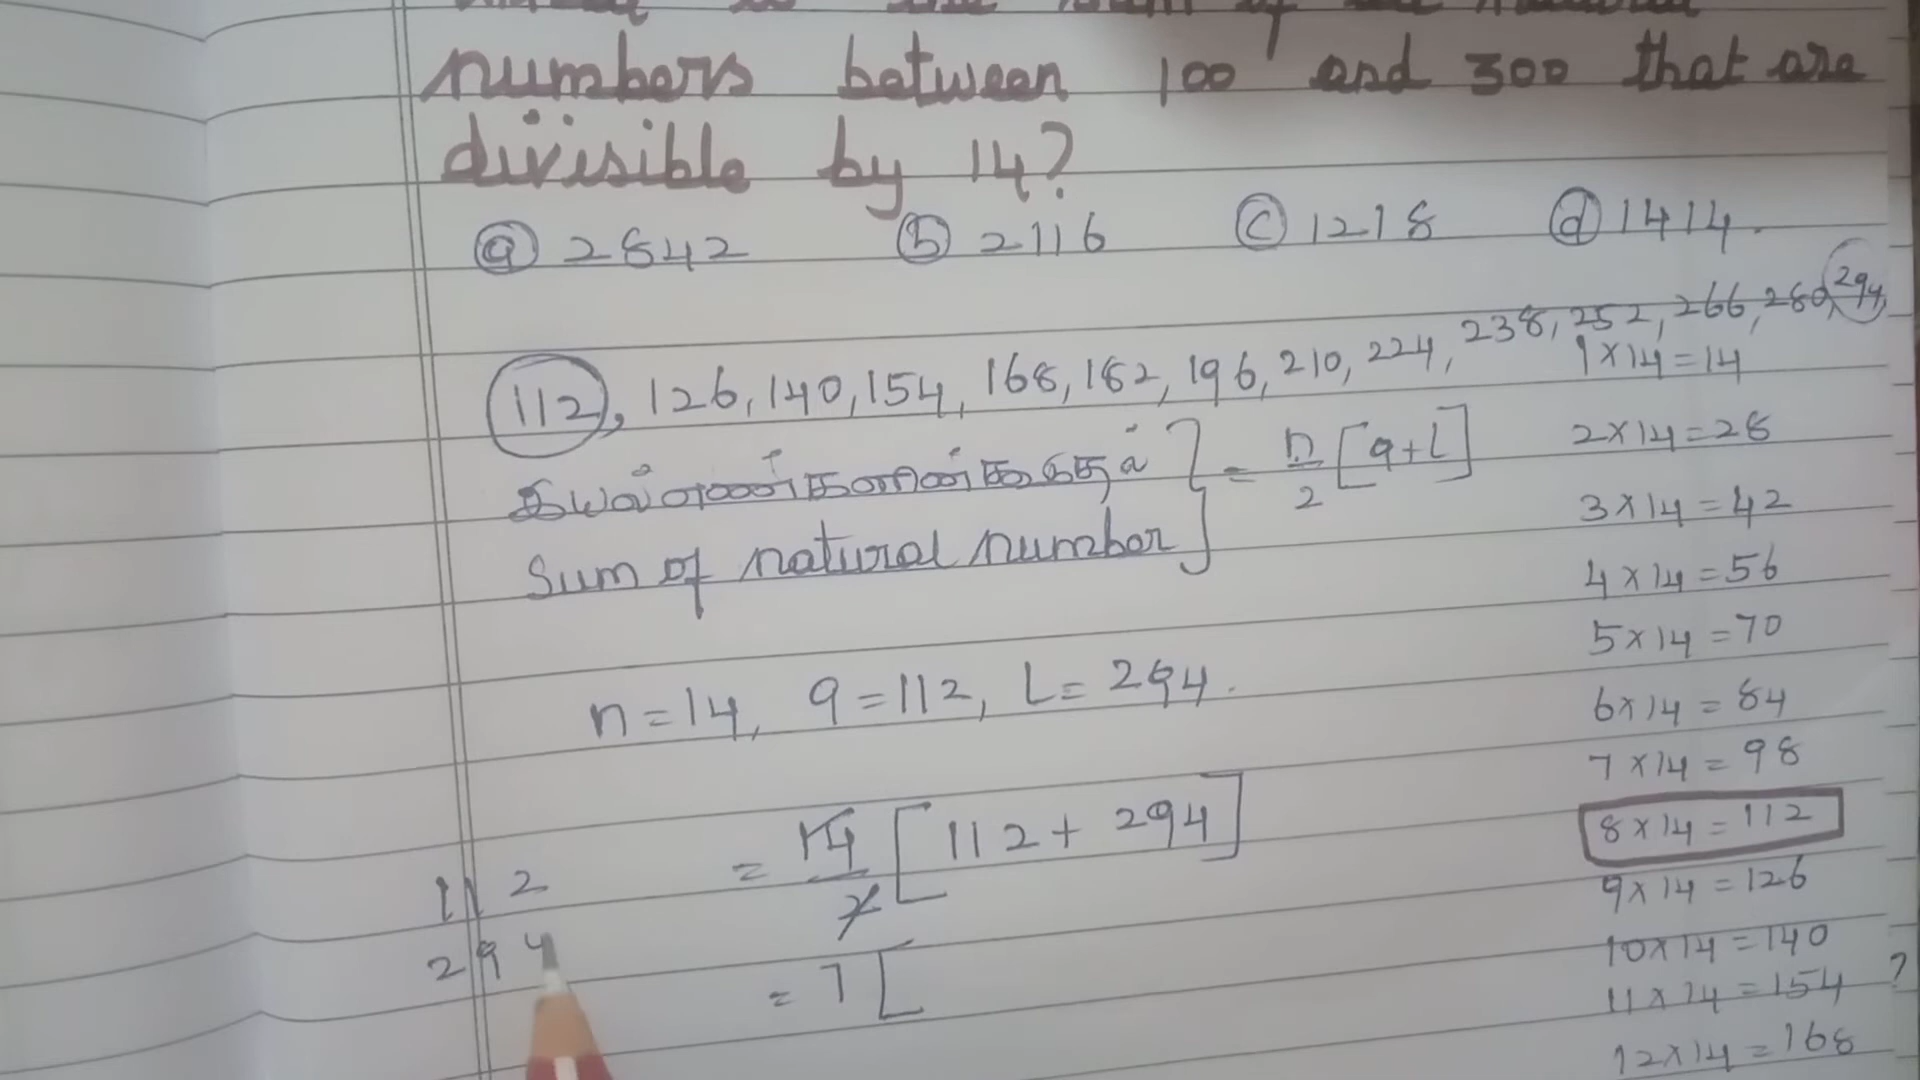 numbers between 100 and 300 that are
divisible by 14?
(a) 2842 (b) 2116 (c) 1218 (d) 1414.
112, 126, 140, 154, 168, 182, 196, 210, 224, 238, 252, 266, 280, 294,
} = n/2 [a+L]
Sum of natural number
n=14, a=112, L= 294.
= 14/2 [112 + 294]
= 7 [
112
294
1 x 14 = 14
2 x 14 = 28
3 x 14 = 42
4 x 14 = 56
5 x 14 = 70
6 x 14 = 84
7 x 14 = 98
8 x 14 = 112
9 x 14 = 126
10 x 14 = 140
11 x 14 = 154 ?
12 x 14 = 168